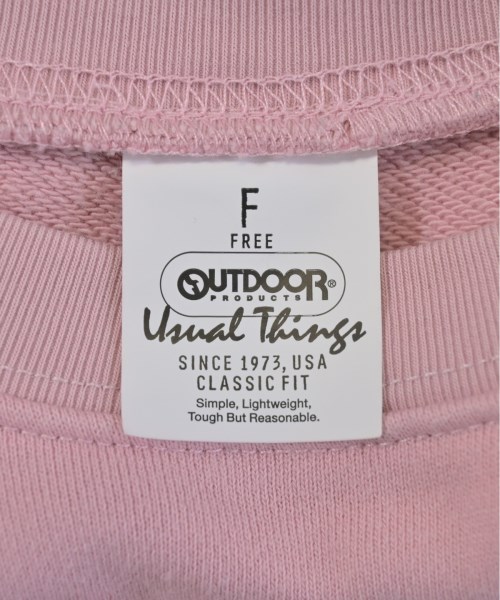 F
FREE
OUTDOOR®
PRODUCTS
Usual Things
SINCE 1973, USA
CLASSIC FIT
Simple, Lightweight,
Tough But Reasonable.